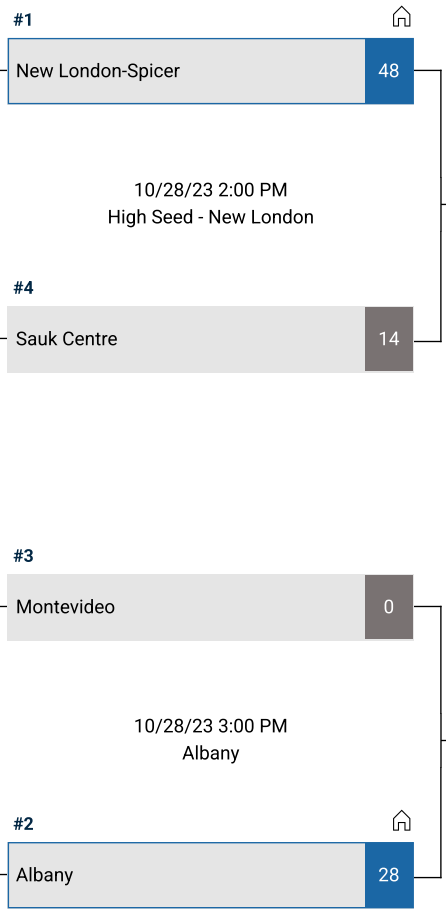 #1
New London-Spicer 48
10/28/23 2:00 PM
High Seed - New London
#4
Sauk Centre 14
#3
Montevideo 0
10/28/23 3:00 PM
Albany
#2
Albany 28